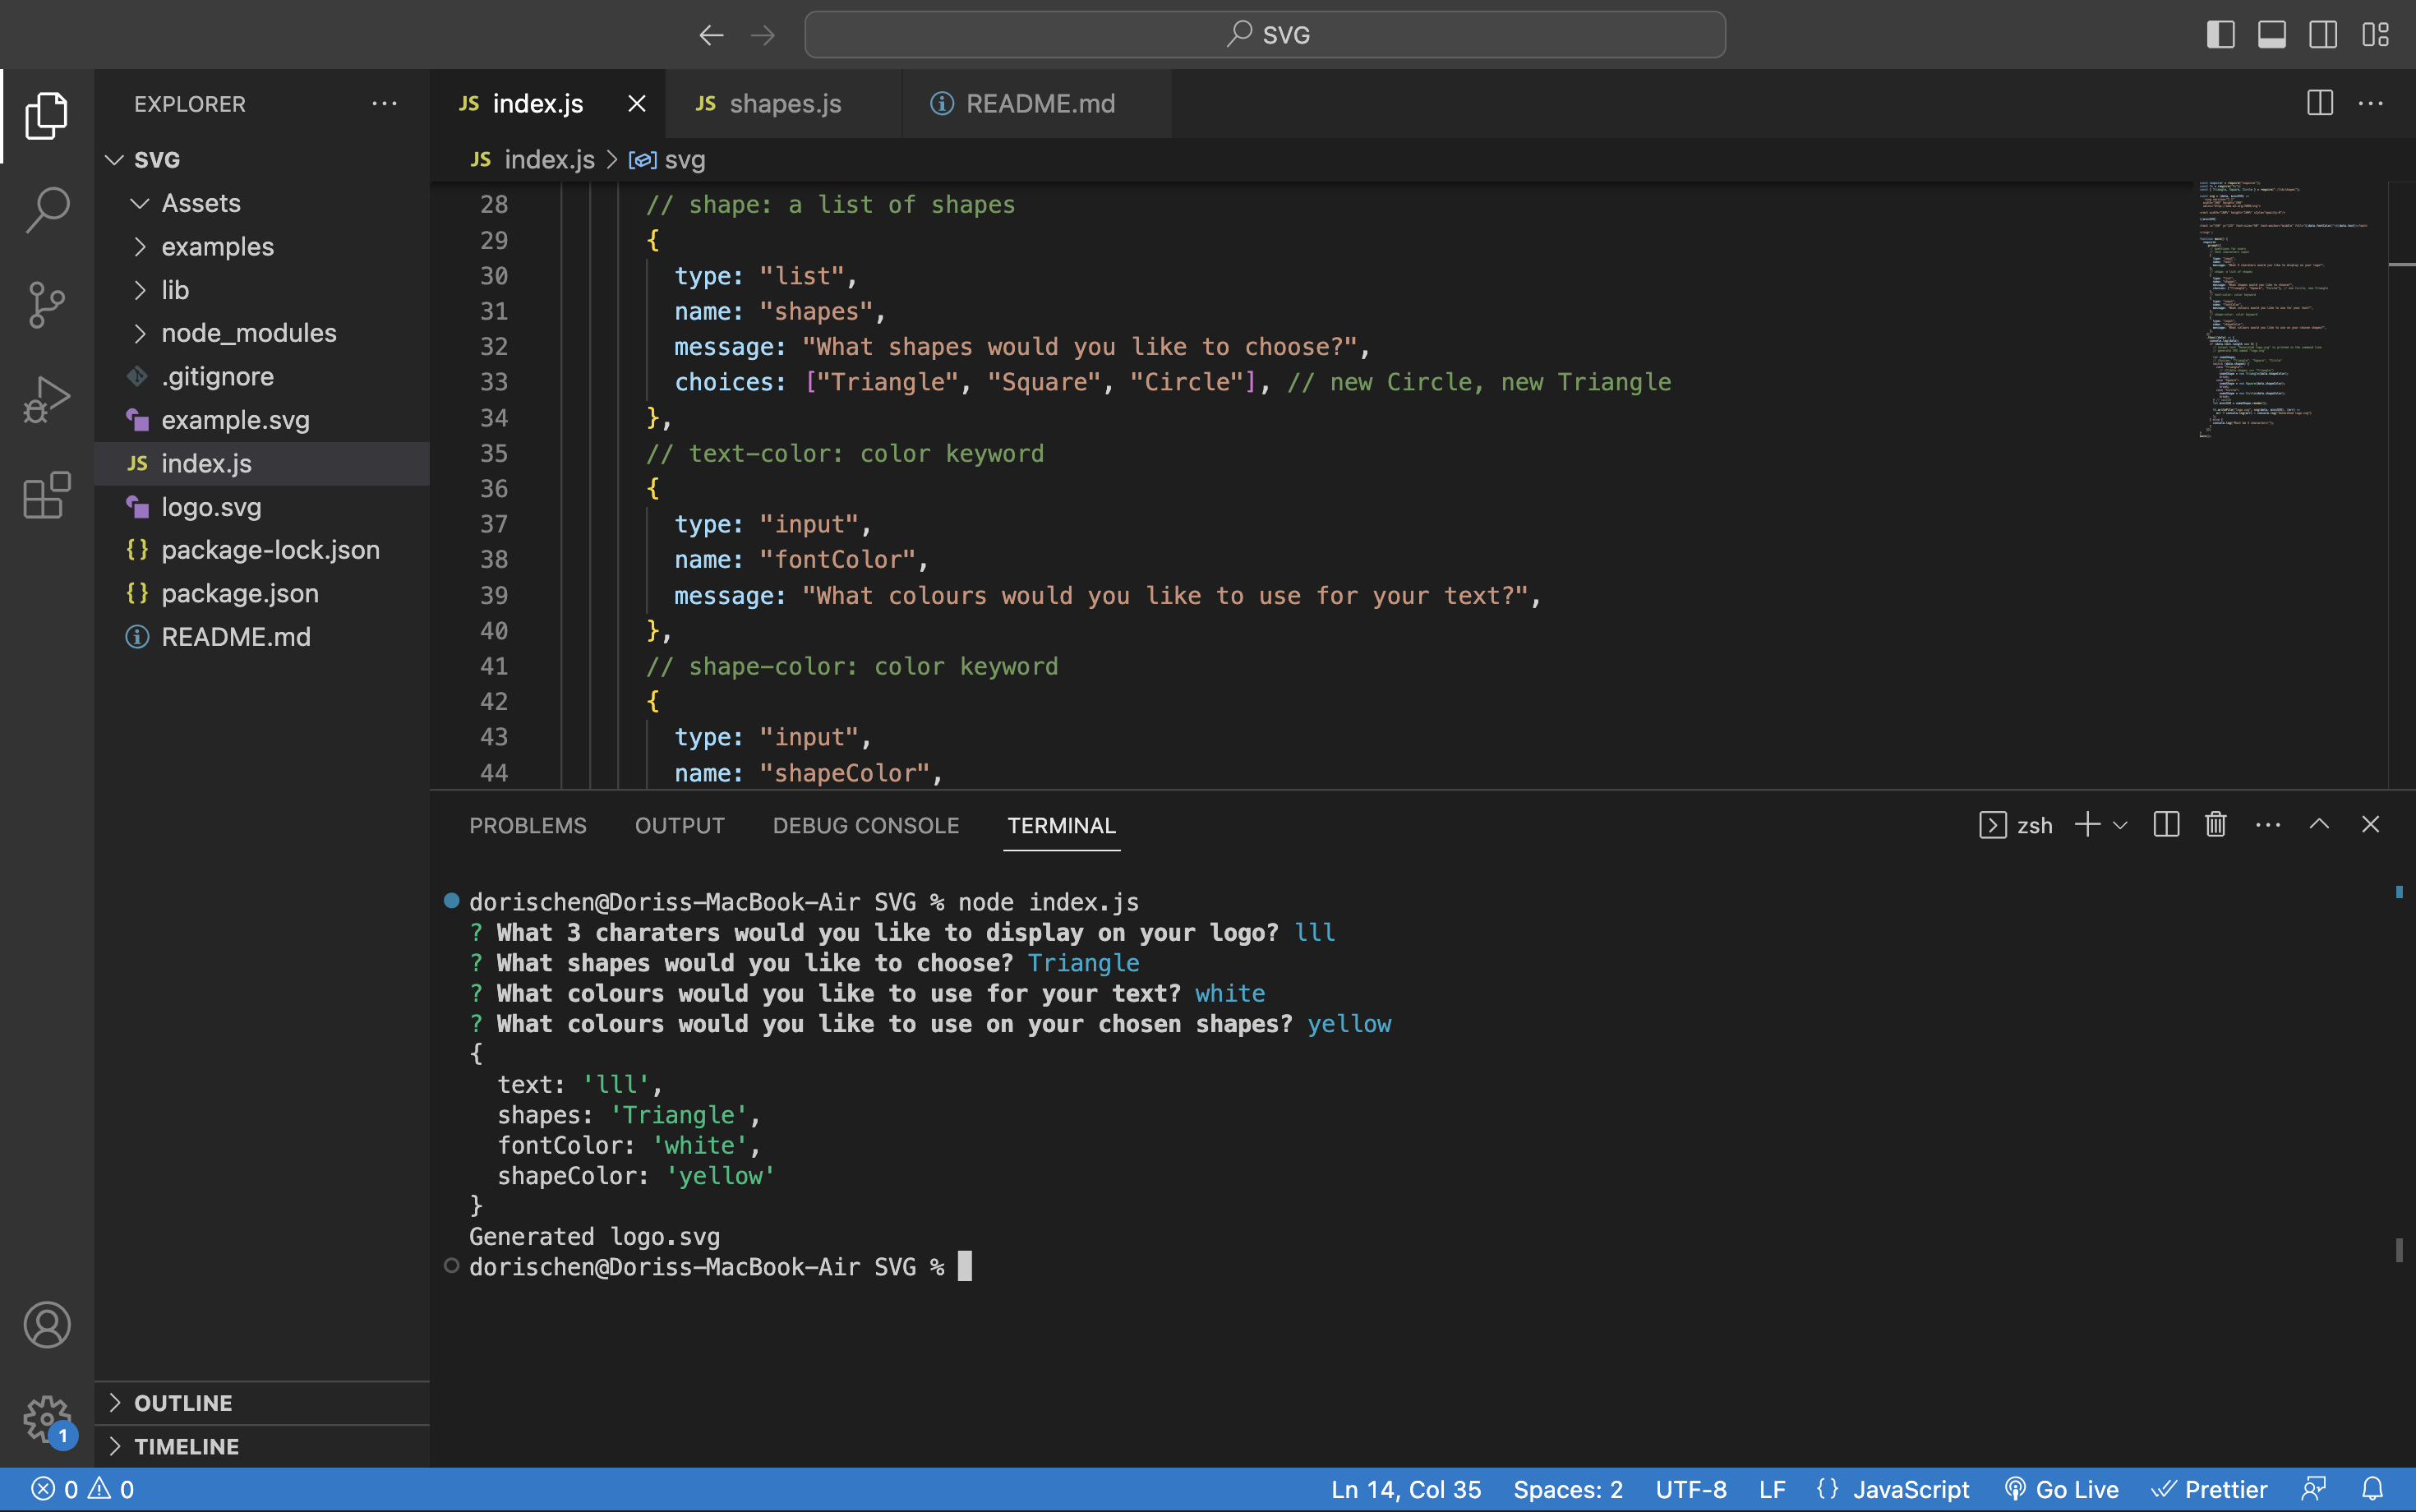 SVG
EXPLORER
SVG
Assets
examples
lib
node_modules
.gitignore
example.svg
JS index.js
logo.svg
{} package-lock.json
{} package.json
README.md
OUTLINE
TIMELINE
1
JS index.js
JS shapes.js
README.md
JS index.js > svg
28 // shape: a list of shapes
29 {
30 type: "list",
31 name: "shapes",
32 message: "What shapes would you like to choose?",
33 choices: ["Triangle", "Square", "Circle"], // new Circle, new Triangle
34 },
35 // text-color: color keyword
36 {
37 type: "input",
38 name: "fontColor",
39 message: "What colours would you like to use for your text?",
40 },
41 // shape-color: color keyword
42 {
43 type: "input",
44 name: "shapeColor",
PROBLEMS OUTPUT DEBUG CONSOLE TERMINAL
zsh
dorischen@Doriss-MacBook-Air SVG % node index.js
? What 3 charaters would you like to display on your logo? lll
? What shapes would you like to choose? Triangle
? What colours would you like to use for your text? white
? What colours would you like to use on your chosen shapes? yellow
{
text: 'lll',
shapes: 'Triangle',
fontColor: 'white',
shapeColor: 'yellow'
}
Generated logo.svg
dorischen@Doriss-MacBook-Air SVG %
0 0
Ln 14, Col 35 Spaces: 2 UTF-8 LF {} JavaScript Go Live Prettier